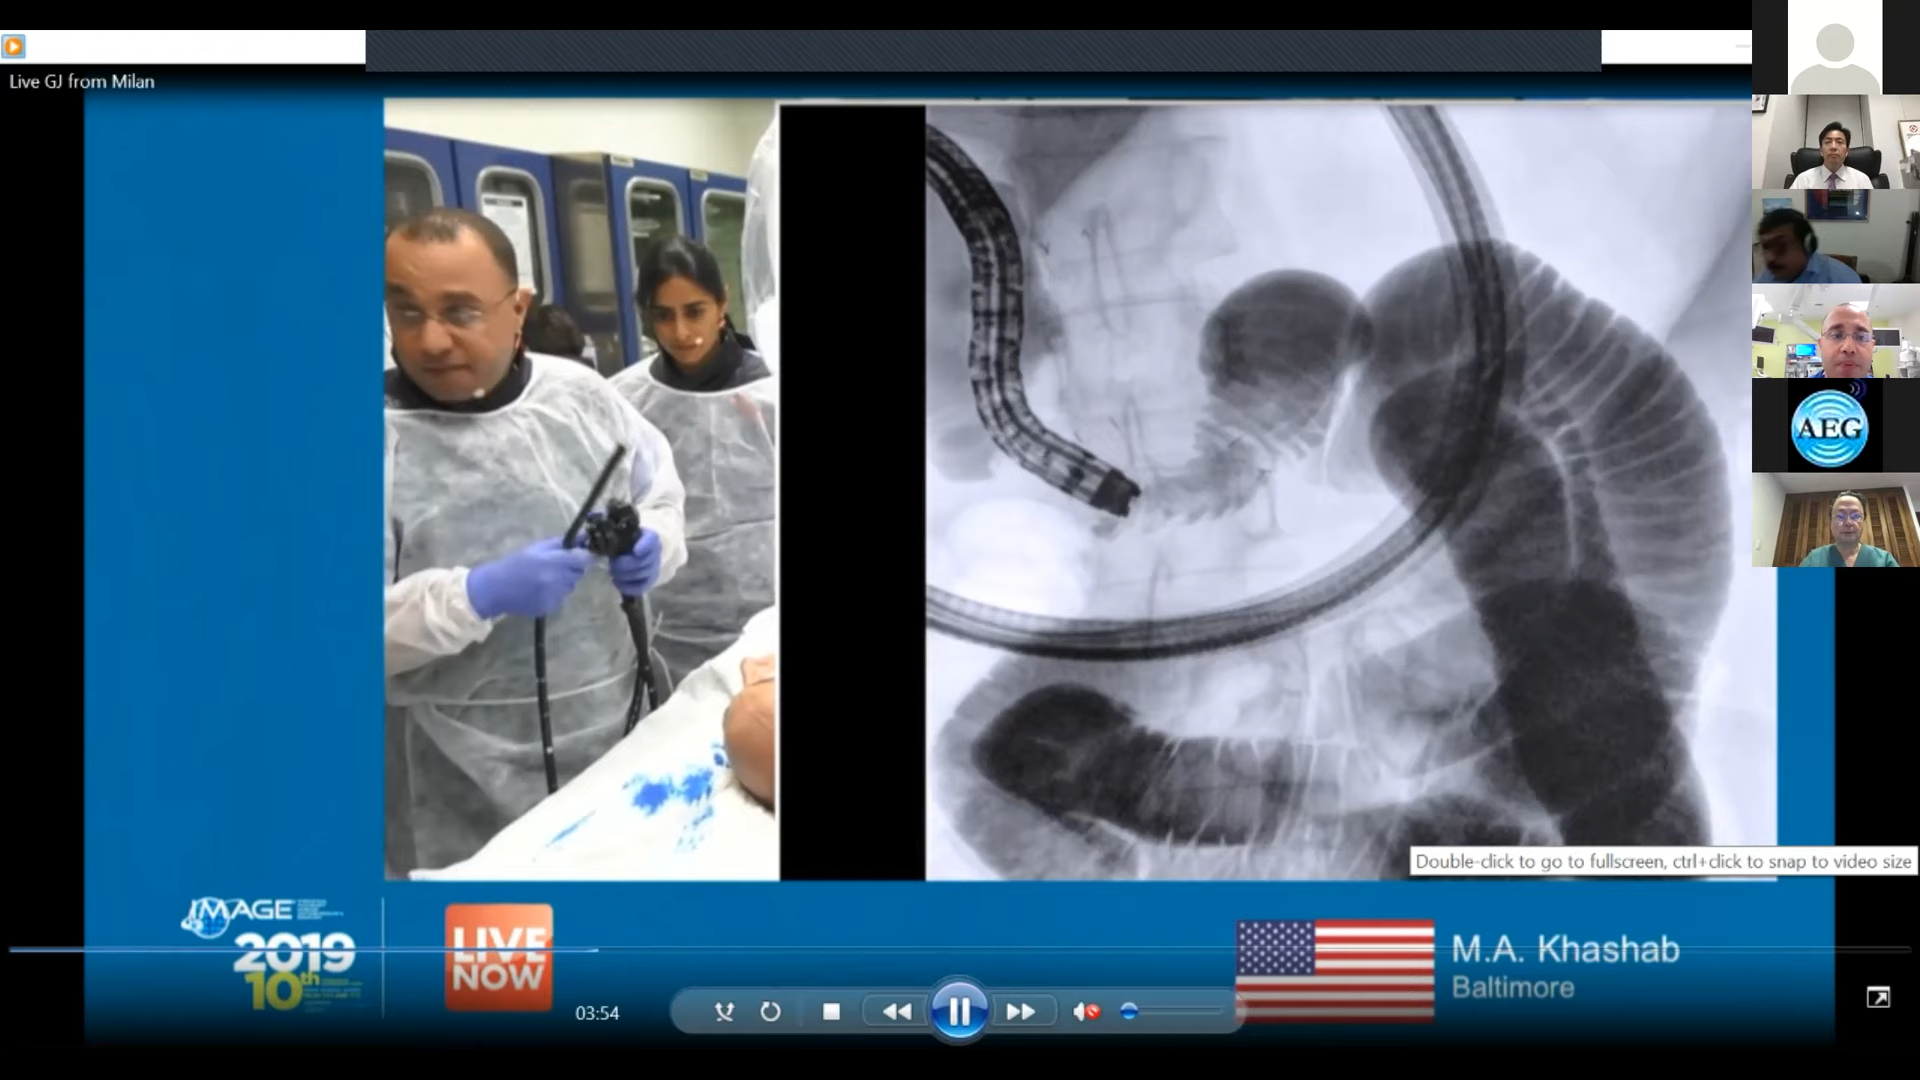 Live GJ from Milan
AEG
Double-click to go to fullscreen, ctrl+click to snap to video size
IMAGE
2019
10th
LIVE
NOW
M.A. Khashab
Baltimore
03:54